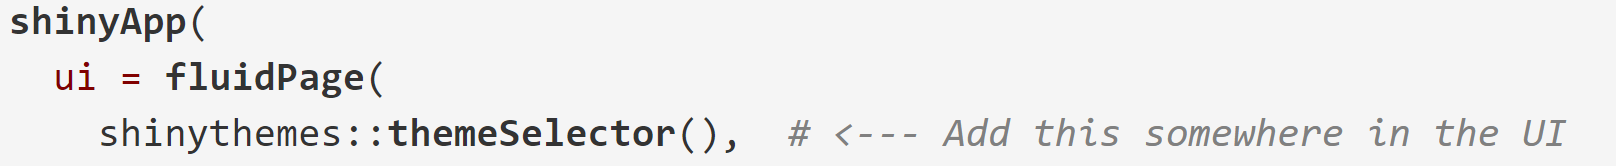 shinyApp(
  ui = fluidPage(
    shinythemes::themeSelector(),  # <--- Add this somewhere in the UI